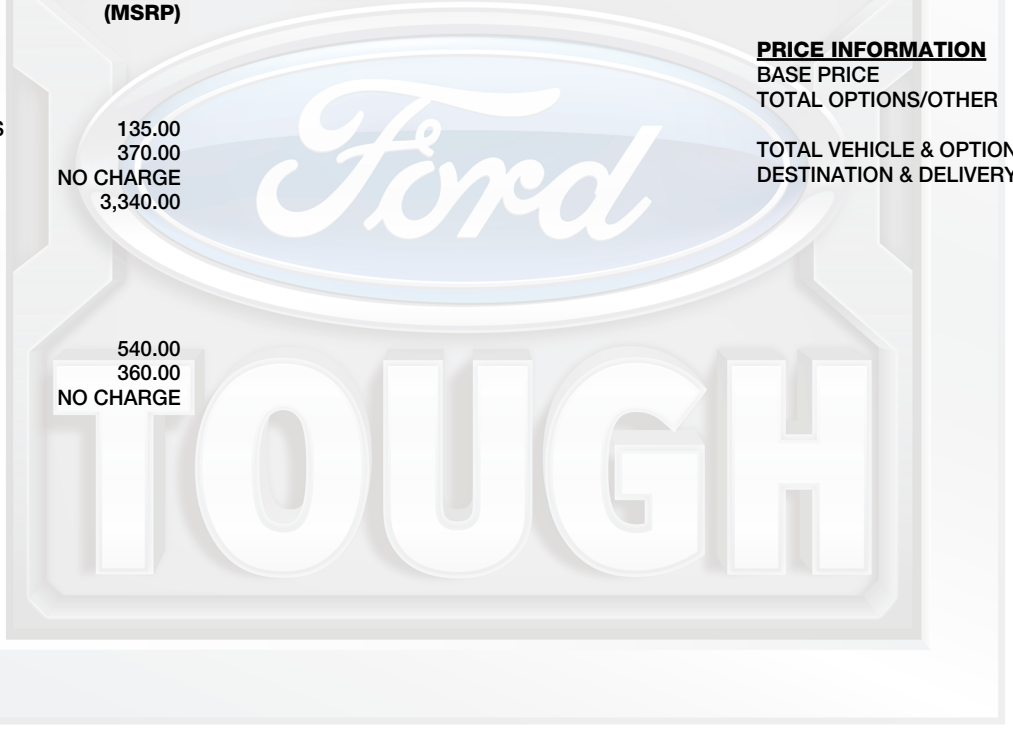 (MSRP)
S 135.00
370.00
NO CHARGE
3,340.00
540.00
360.00
NO CHARGE
PRICE INFORMATION
BASE PRICE
TOTAL OPTIONS/OTHER
TOTAL VEHICLE & OPTION
DESTINATION & DELIVERY
Ford
TOUGH